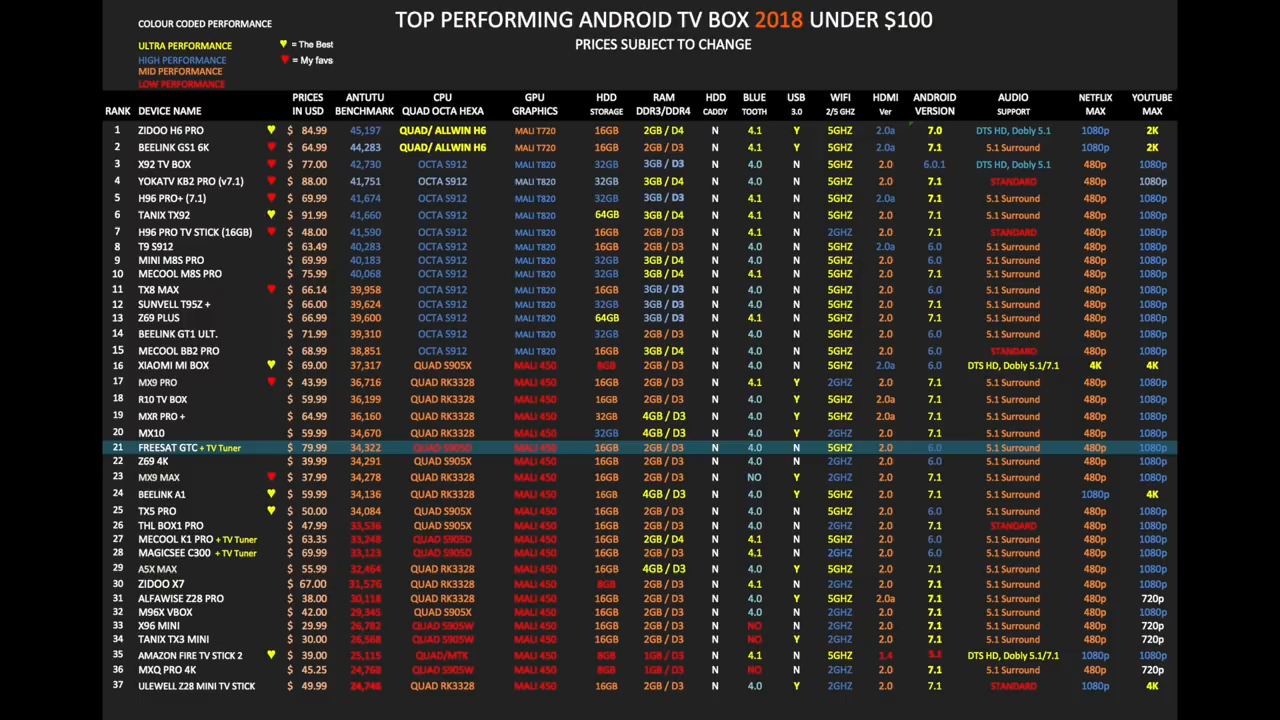 COLOUR CODED PERFORMANCE TOP PERFORMING ANDROID TV BOX 2018 UNDER $100
ULTRA PERFORMANCE ♥ = The Best PRICES SUBJECT TO CHANGE
HIGH PERFORMANCE ♥ = My favs
MID PERFORMANCE
LOW PERFORMANCE
PRICES ANTUTU CPU GPU HDD RAM HDD BLUE USB WIFI HDMI ANDROID AUDIO NETFLIX YOUTUBE
RANK DEVICE NAME IN USD BENCHMARK QUAD OCTA HEXA GRAPHICS STORAGE DDR3/DDR4 CADDY TOOTH 3.0 2/5 GHZ Ver VERSION SUPPORT MAX MAX
1 ZIDOO H6 PRO ♥ $ 84.99 45,197 QUAD/ ALLWIN H6 MALI T720 16GB 2GB / D4 N 4.1 Y 5GHZ 2.0a 7.0 DTS HD, Dobly 5.1 1080p 2K
2 BEELINK GS1 6K ♥ $ 64.99 44,283 QUAD/ ALLWIN H6 MALI T720 16GB 2GB / D3 N 4.1 Y 5GHZ 2.0a 7.1 5.1 Surround 1080p 2K
3 X92 TV BOX ♥ $ 77.00 42,730 OCTA S912 MALI T820 32GB 3GB / D3 N 4.0 N 5GHZ 2.0 6.0.1 DTS HD, Dobly 5.1 480p 1080p
4 YOKATV KB2 PRO (v7.1) ♥ $ 88.00 41,751 OCTA S912 MALI T820 32GB 3GB / D4 N 4.0 N 5GHZ 2.0 7.1 STANDARD 480p 1080p
5 H96 PRO+ (7.1) ♥ $ 69.99 41,674 OCTA S912 MALI T820 32GB 3GB / D3 N 4.1 N 5GHZ 2.0a 7.1 5.1 Surround 480p 1080p
6 TANIX TX92 ♥ $ 91.99 41,660 OCTA S912 MALI T820 64GB 3GB / D4 N 4.1 N 5GHZ 2.0 7.1 5.1 Surround 480p 1080p
7 H96 PRO TV STICK (16GB) ♥ $ 48.00 41,590 OCTA S912 MALI T820 16GB 2GB / D3 N 4.1 N 2GHZ 2.0 7.1 STANDARD 480p 1080p
8 T9 S912 $ 63.49 40,283 OCTA S912 MALI T820 16GB 2GB / D3 N 4.0 N 5GHZ 2.0a 6.0 5.1 Surround 480p 1080p
9 MINI M8S PRO $ 69.99 40,183 OCTA S912 MALI T820 32GB 3GB / D4 N 4.0 N 5GHZ 2.0 7.1 5.1 Surround 480p 1080p
10 MECOOL M8S PRO $ 75.99 40,068 OCTA S912 MALI T820 32GB 3GB / D4 N 4.1 N 5GHZ 2.0 7.1 5.1 Surround 480p 1080p
11 TX8 MAX ♥ $ 66.14 39,958 OCTA S912 MALI T820 16GB 3GB / D3 N 4.0 N 5GHZ 2.0 6.0 5.1 Surround 480p 1080p
12 SUNVELL T95Z + $ 66.00 39,624 OCTA S912 MALI T820 32GB 3GB / D3 N 4.0 N 5GHZ 2.0 7.1 5.1 Surround 480p 1080p
13 Z69 PLUS $ 66.99 39,600 OCTA S912 MALI T820 64GB 3GB / D3 N 4.1 N 5GHZ 2.0 7.1 5.1 Surround 480p 1080p
14 BEELINK GT1 ULT. $ 71.99 39,310 OCTA S912 MALI T820 32GB 2GB / D3 N 4.0 N 5GHZ 2.0 6.0 5.1 Surround 480p 1080p
15 MECOOL BB2 PRO $ 68.99 38,851 OCTA S912 MALI T820 16GB 3GB / D4 N 4.0 N 5GHZ 2.0 6.0 STANDARD 480p 1080p
16 XIAOMI MI BOX ♥ $ 69.00 37,317 QUAD S905X MALI 450 8GB 2GB / D3 N 4.0 N 5GHZ 2.0a 6.0 DTS HD, Dobly 5.1/7.1 4K 4K
17 MX9 PRO ♥ $ 43.99 36,716 QUAD RK3328 MALI 450 16GB 2GB / D3 N 4.1 Y 2GHZ 2.0 7.1 5.1 Surround 480p 1080p
18 R10 TV BOX $ 59.99 36,199 QUAD RK3328 MALI 450 16GB 2GB / D3 N 4.0 Y 5GHZ 2.0a 7.1 5.1 Surround 480p 1080p
19 MXR PRO + $ 64.99 36,160 QUAD RK3328 MALI 450 32GB 4GB / D3 N 4.0 Y 5GHZ 2.0a 7.1 5.1 Surround 480p 1080p
20 MX10 $ 59.99 34,670 QUAD RK3328 MALI 450 32GB 4GB / D3 N 4.0 Y 2GHZ 2.0 7.1 5.1 Surround 480p 1080p
21 FREESAT GTC + TV Tuner $ 79.99 34,322 QUAD S905D MALI 450 16GB 2GB / D3 N 4.0 N 5GHZ 2.0 6.0 5.1 Surround 480p 1080p
22 Z69 4K $ 39.99 34,291 QUAD S905X MALI 450 16GB 2GB / D3 N 4.0 N 2GHZ 2.0 7.1 5.1 Surround 480p 1080p
23 MX9 MAX ♥ $ 37.99 34,278 QUAD RK3328 MALI 450 16GB 2GB / D3 N NO Y 2GHZ 2.0 7.1 5.1 Surround 480p 1080p
24 BEELINK A1 ♥ $ 59.99 34,136 QUAD RK3328 MALI 450 16GB 4GB / D3 N 4.0 Y 5GHZ 2.0 7.1 5.1 Surround 1080p 4K
25 TX5 PRO ♥ $ 50.00 34,084 QUAD S905X MALI 450 16GB 2GB / D3 N 4.0 N 5GHZ 2.0 6.0 5.1 Surround 480p 1080p
26 THL BOX1 PRO $ 47.99 33,536 QUAD S905X MALI 450 16GB 2GB / D3 N 4.0 N 2GHZ 2.0 7.1 STANDARD 480p 1080p
27 MECOOL K1 PRO + TV Tuner $ 63.35 33,248 QUAD S905D MALI 450 16GB 2GB / D4 N 4.1 N 2GHZ 2.0 6.0 5.1 Surround 480p 1080p
28 MAGICSEE C300 + TV Tuner $ 69.99 33,123 QUAD S905D MALI 450 16GB 2GB / D3 N 4.1 N 2GHZ 2.0 6.0 5.1 Surround 480p 1080p
29 A5X MAX $ 55.99 32,464 QUAD RK3328 MALI 450 16GB 4GB / D3 N 4.0 Y 2GHZ 2.0 7.1 5.1 Surround 480p 1080p
30 ZIDOO X7 $ 67.00 31,576 QUAD RK3328 MALI 450 8GB 2GB / D3 N 4.1 Y 5GHZ 2.0 7.1 5.1 Surround 480p 1080p
31 ALFAWISE Z28 PRO $ 38.00 30,118 QUAD RK3328 MALI 450 16GB 2GB / D3 N 4.0 Y 5GHZ 2.0a 7.1 5.1 Surround 480p 720p
32 M96X VBOX $ 42.00 29,345 QUAD S905X MALI 450 16GB 2GB / D3 N 4.0 N 2GHZ 2.0 7.1 5.1 Surround 480p 1080p
33 X96 MINI $ 29.99 26,782 QUAD S905W MALI 450 16GB 2GB / D3 N NO N 2GHZ 2.0 7.1 5.1 Surround 480p 720p
34 TANIX TX3 MINI $ 30.00 26,568 QUAD S905W MALI 450 16GB 2GB / D3 N NO Y 2GHZ 2.0 7.1 5.1 Surround 480p 720p
35 AMAZON FIRE TV STICK 2 ♥ $ 39.00 25,115 QUAD/MTK MALI 450 8GB 1GB / D3 N 4.1 Y 5GHZ 1.4 5.1 DTS HD, Dobly 5.1/7.1 1080p 1080p
36 MXQ PRO 4K $ 45.25 24,768 QUAD S905W MALI 450 8GB 1GB / D3 N NO N 2GHZ 2.0 7.1 5.1 Surround 480p 720p
37 ULEWELL Z28 MINI TV STICK $ 49.99 24,746 QUAD RK3328 MALI 450 16GB 2GB / D3 N 4.0 Y 2GHZ 2.0 7.1 STANDARD 1080p 4K